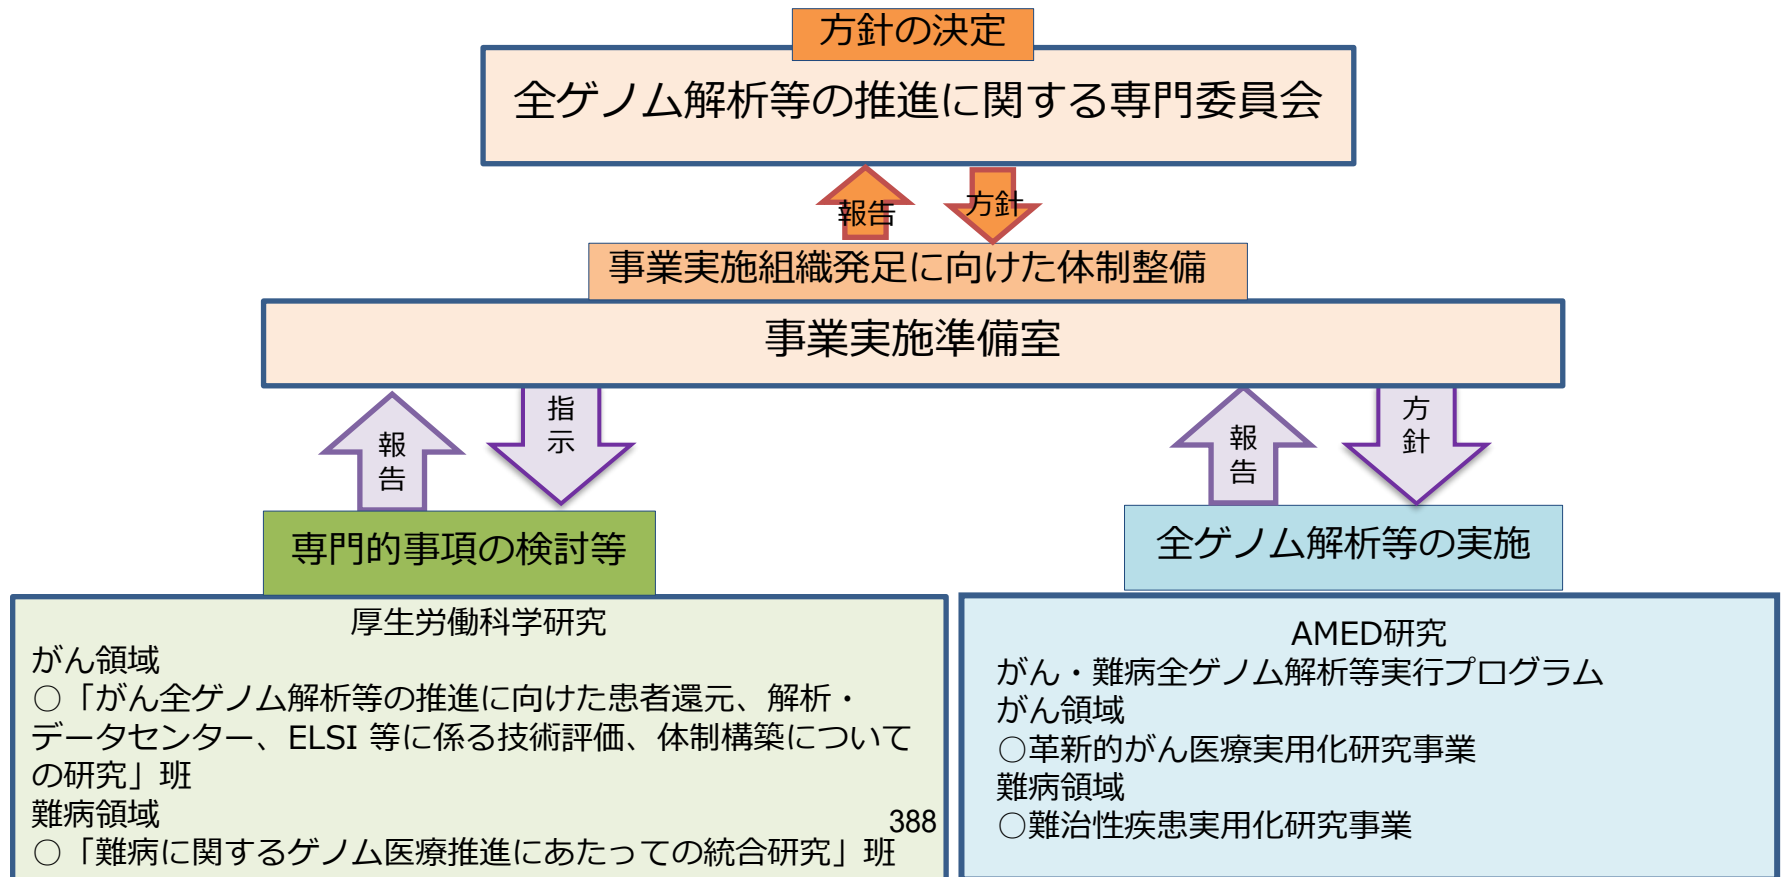 方針の決定
全ゲノム解析等の推進に関する専門委員会
報告
方針
事業実施組織発足に向けた体制整備
事業実施準備室
報告
指示
報告
方針
専門的事項の検討等
厚生労働科学研究
がん領域
○「がん全ゲノム解析等の推進に向けた患者還元、解析・
データセンター、ELSI 等に係る技術評価、体制構築について
の研究」班
難病領域
○「難病に関するゲノム医療推進にあたっての統合研究」班
388
全ゲノム解析等の実施
AMED研究
がん・難病全ゲノム解析等実行プログラム
がん領域
○革新的がん医療実用化研究事業
難病領域
○難治性疾患実用化研究事業